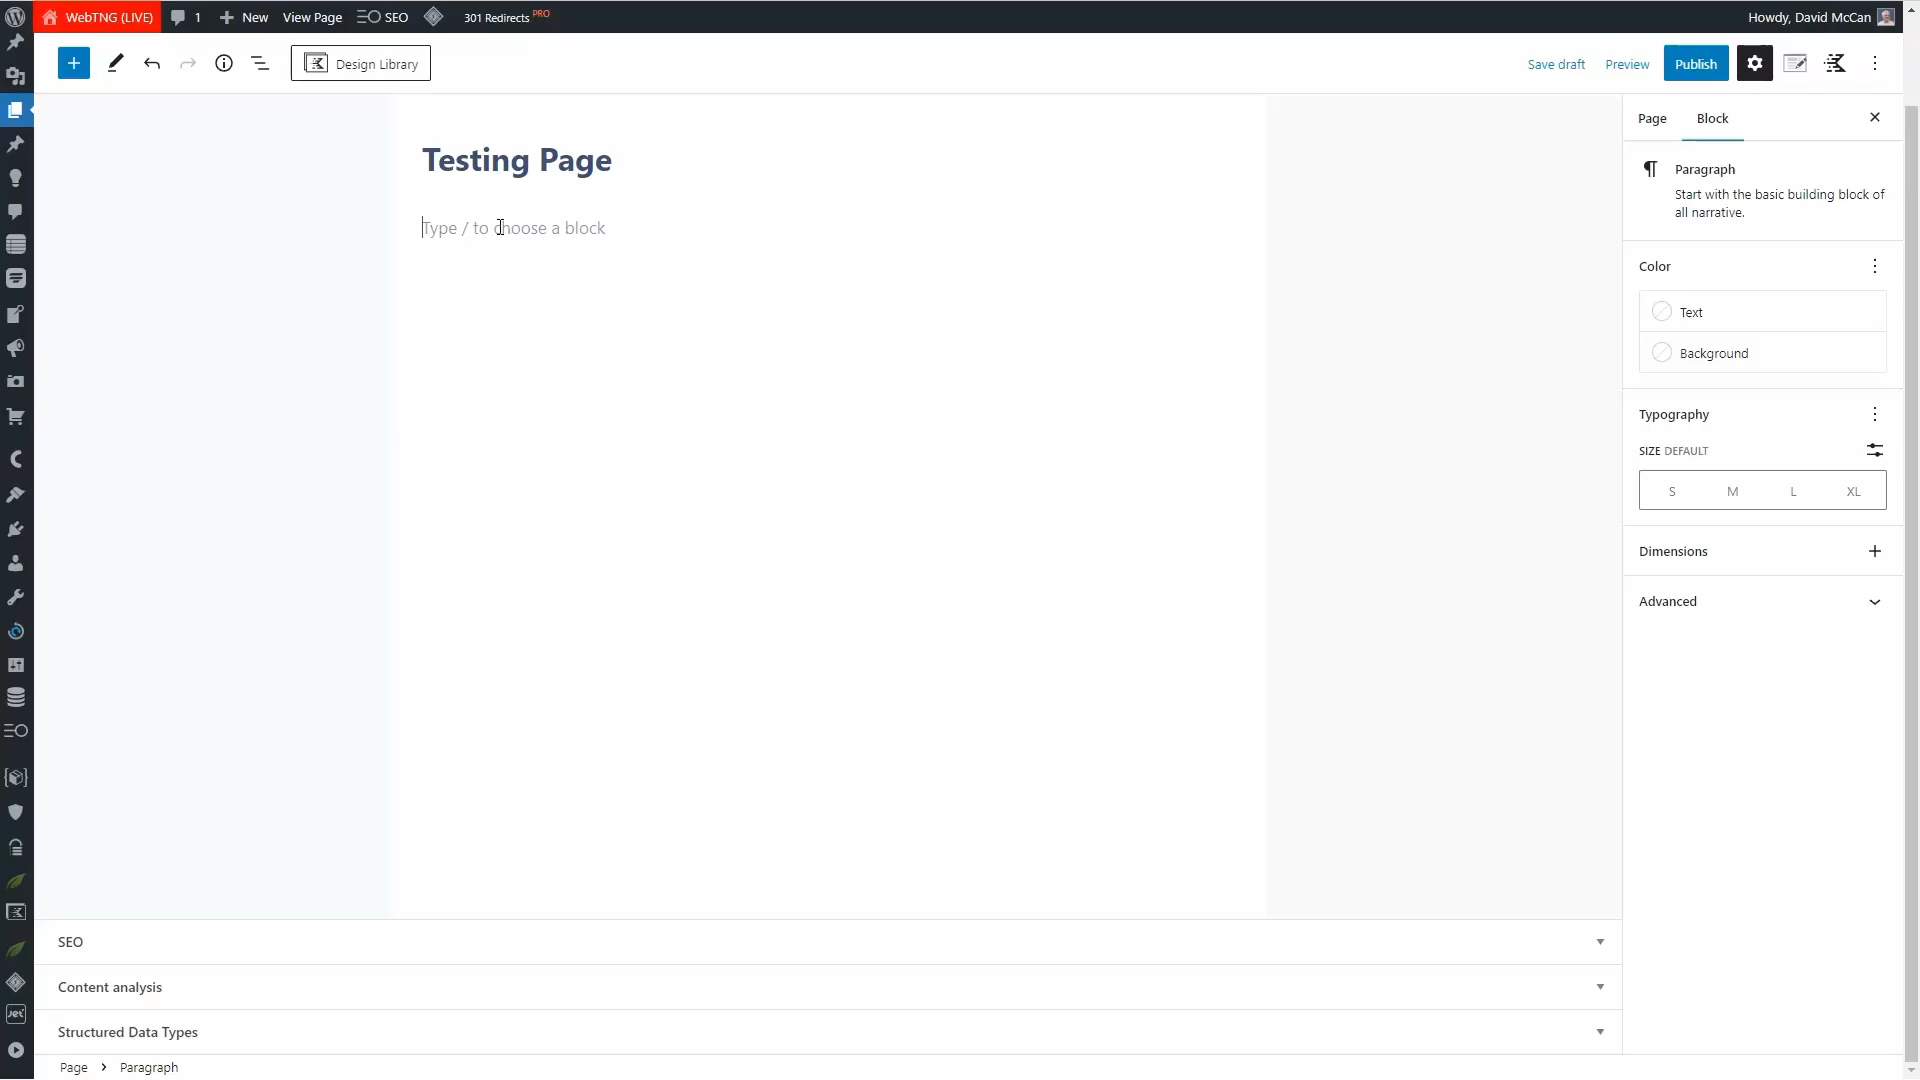 WebTNG (LIVE) 1 New View Page SEO 301 Redirects PRO Howdy, David McCan
Design Library Save draft Preview Publish
Page Block
Testing Page
Type / to choose a block
Paragraph
Start with the basic building block of
all narrative.
Color
Text
Background
Typography
SIZE DEFAULT
S M L XL
Dimensions
Advanced
SEO
Content analysis
Structured Data Types
Page Paragraph